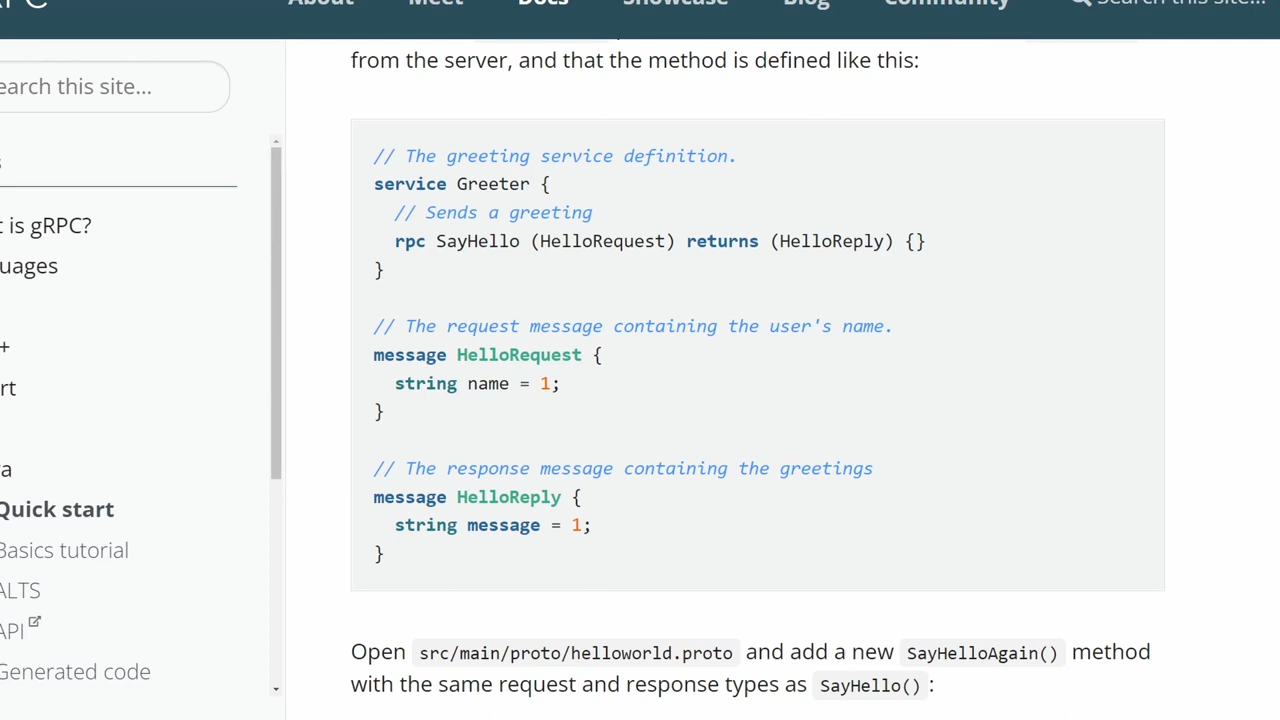 About Meet Docs Showcase Blog Community Search this site...
earch this site...
t is gRPC?
uages
+
rt
a
Quick start
Basics tutorial
ALTS
API
Generated code
from the server, and that the method is defined like this:
// The greeting service definition.
service Greeter {
// Sends a greeting
rpc SayHello (HelloRequest) returns (HelloReply) {}
}
// The request message containing the user's name.
message HelloRequest {
string name = 1;
}
// The response message containing the greetings
message HelloReply {
string message = 1;
}
Open src/main/proto/helloworld.proto and add a new SayHelloAgain() method
with the same request and response types as SayHello():